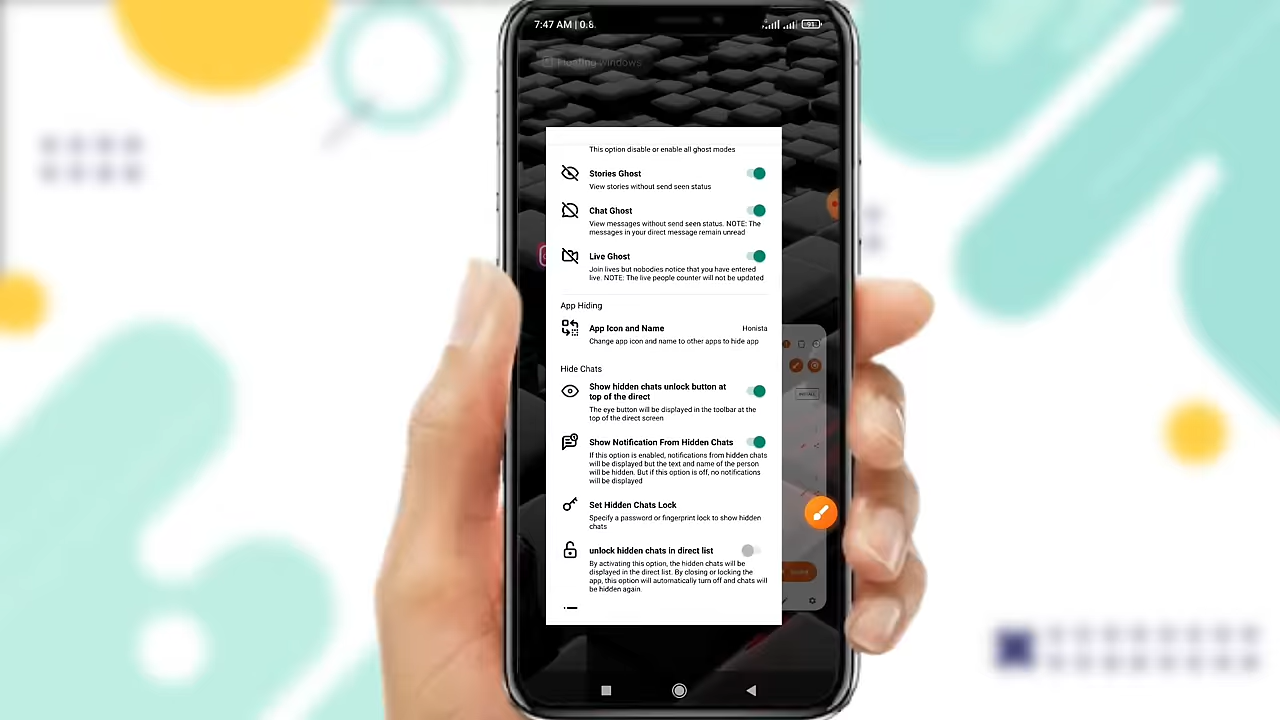 7:47 AM | 0.8
91
Floating windows
This option disable or enable all ghost modes
Stories Ghost
View stories without send seen status
Chat Ghost
View messages without send seen status. NOTE: The
messages in your direct message remain unread
Live Ghost
Join lives but nobodies notice that you have entered
live. NOTE: The live people counter will not be updated
App Hiding
App Icon and Name
Honista
Change app icon and name to other apps to hide app
Hide Chats
Show hidden chats unlock button at
top of the direct
The eye button will be displayed in the toolbar at the
top of the direct screen
Show Notification From Hidden Chats
If this option is enabled, notifications from hidden chats
will be displayed but the text and name of the person
will be hidden. But if this option is off, no notifications
will be displayed
Set Hidden Chats Lock
Specify a password or fingerprint lock to show hidden
chats
unlock hidden chats in direct list
By activating this option, the hidden chats will be
displayed in the direct list. By closing or locking the
app, this option will automatically turn off and chats will
be hidden again.